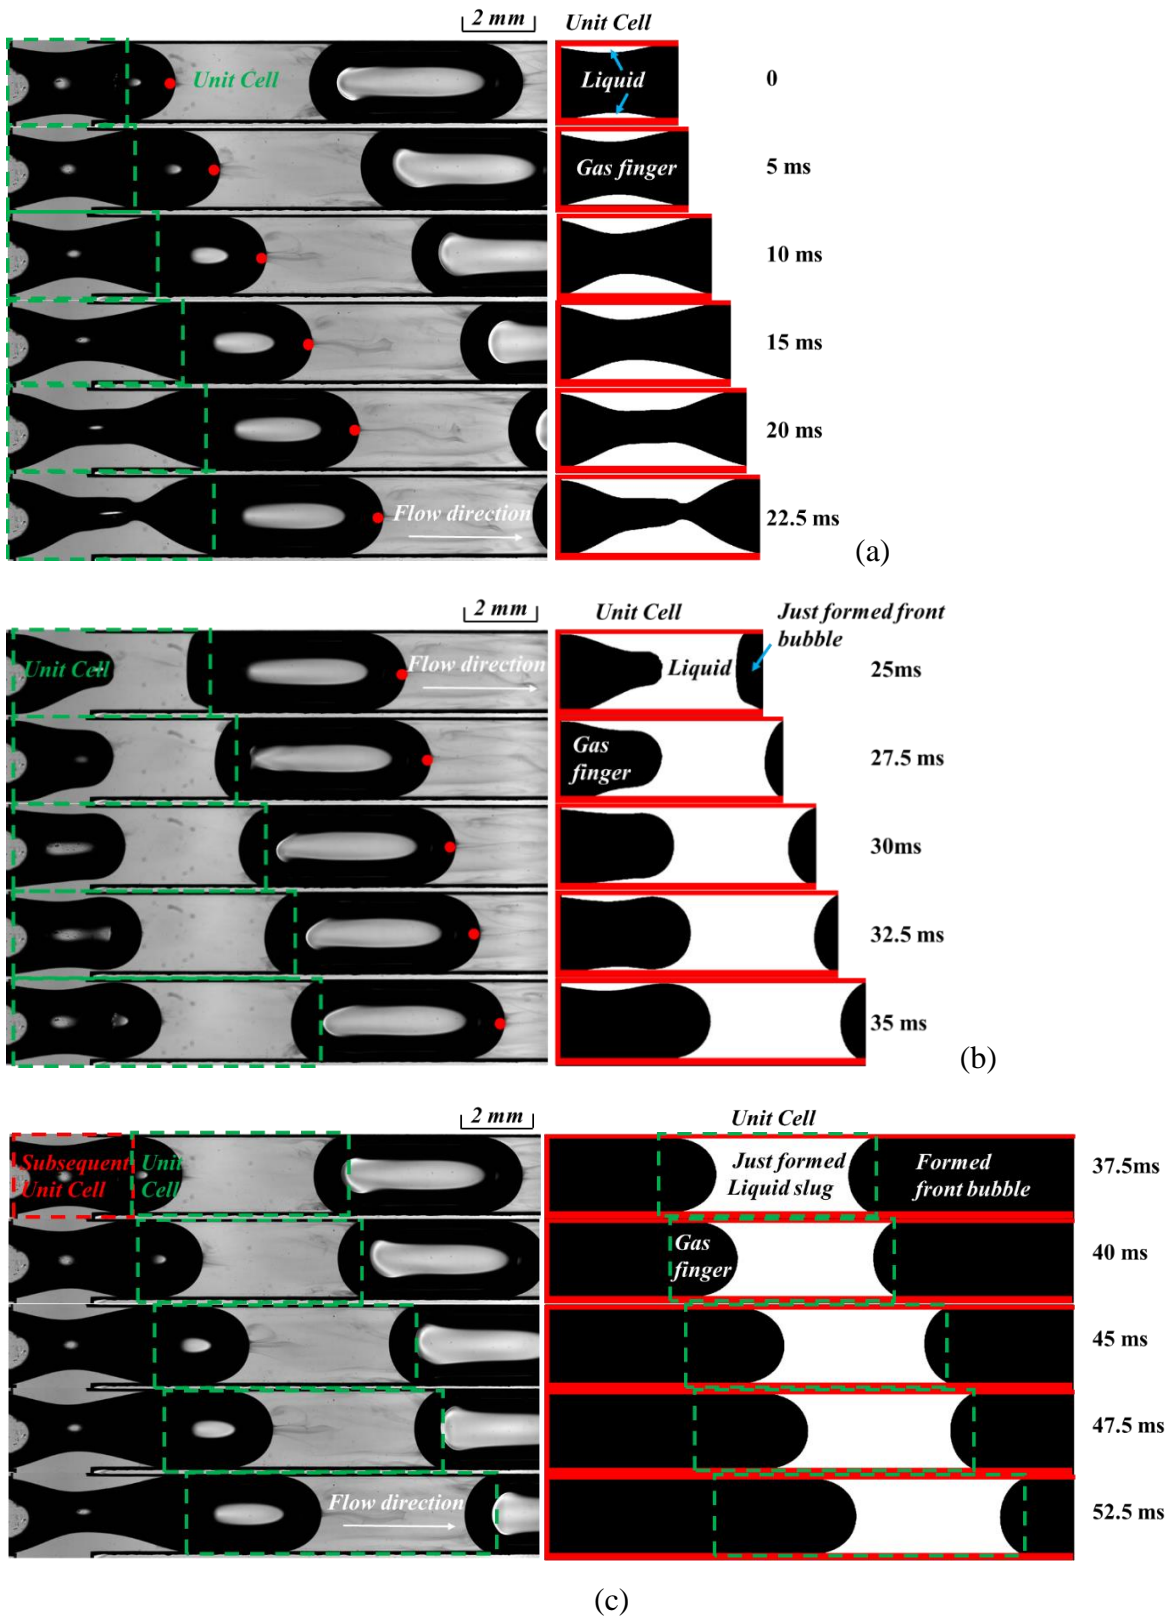 2 mm
Unit Cell
Unit Cell
Liquid
0
Gas finger
5 ms
10 ms
15 ms
20 ms
Flow direction
22.5 ms
(a)
2 mm
Unit Cell
Just formed front
bubble
Unit Cell
Flow direction
Liquid
25ms
Gas
finger
27.5 ms
30ms
32.5 ms
35 ms
(b)
2 mm
Unit Cell
Subsequent
Unit Cell
Unit
Cell
Just formed
Liquid slug
Formed
front bubble
37.5ms
Gas
finger
40 ms
45 ms
47.5 ms
Flow direction
52.5 ms
(c)